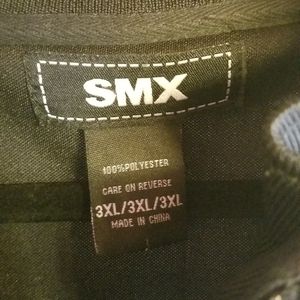 SMX
100%POLYESTER
CARE ON REVERSE
3XL/3XL/3XL
MADE IN CHINA